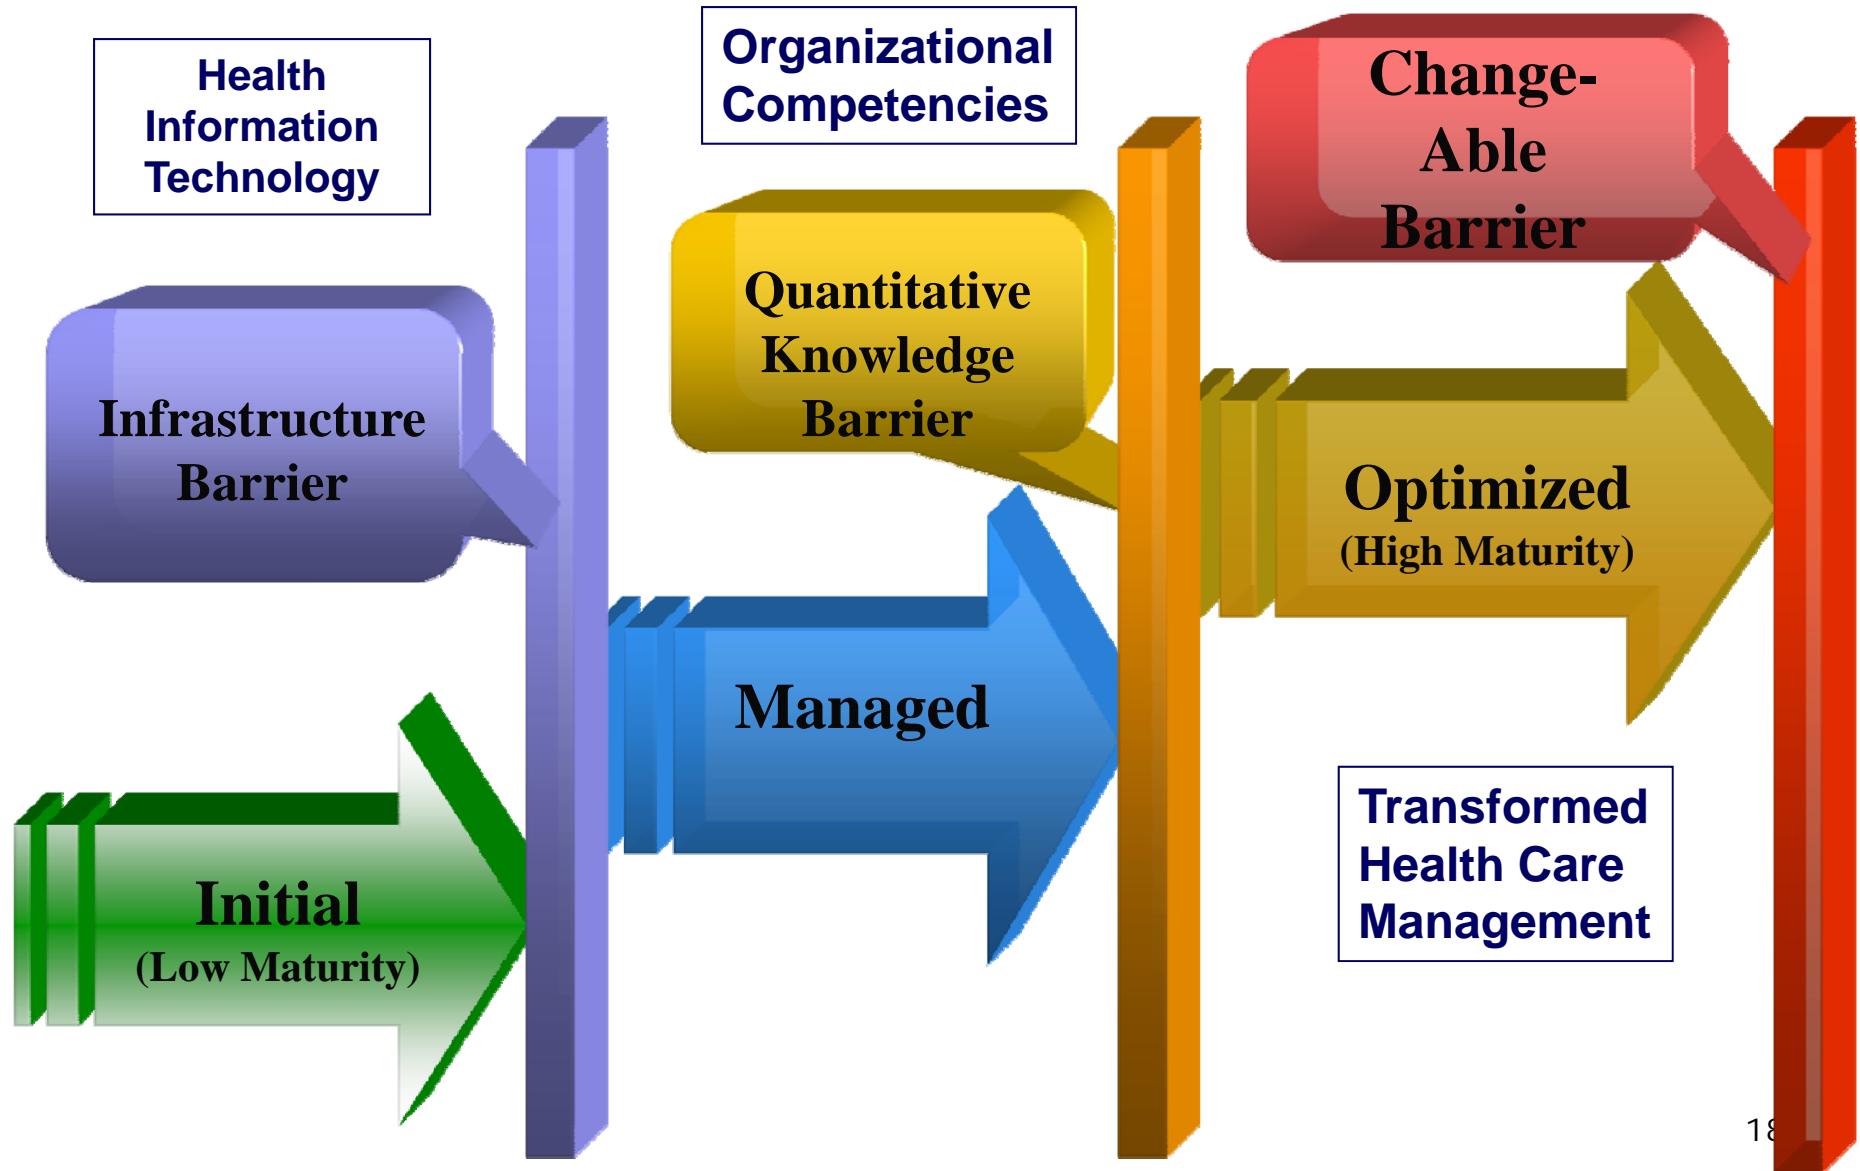 Health
Information
Technology
Organizational
Competencies
Change-
Able
Barrier
Infrastructure
Barrier
Quantitative
Knowledge
Barrier
Optimized
(High Maturity)
Managed
Initial
(Low Maturity)
Transformed
Health Care
Management